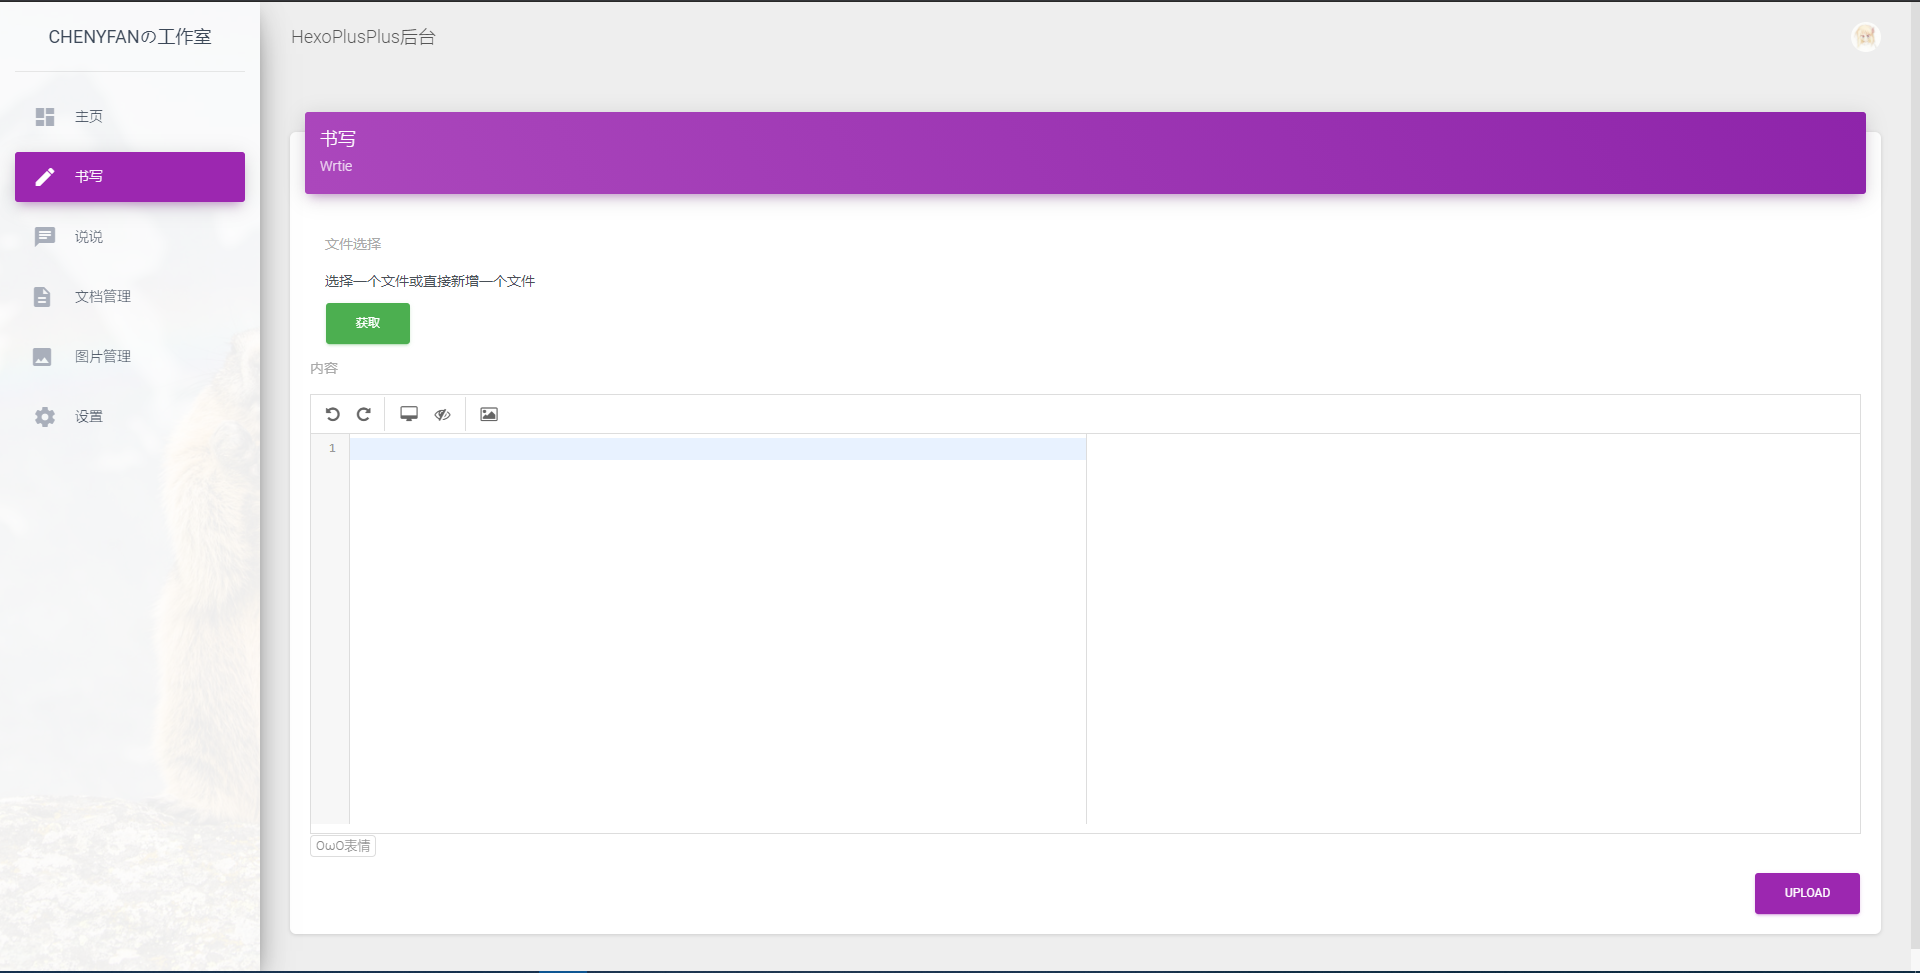 CHENYFANの工作室
主页
书写
说说
文档管理
图片管理
设置
HexoPlusPlus后台
书写
Wrtie
文件选择
选择一个文件或直接新增一个文件
获取
内容
1
OωO表情
UPLOAD